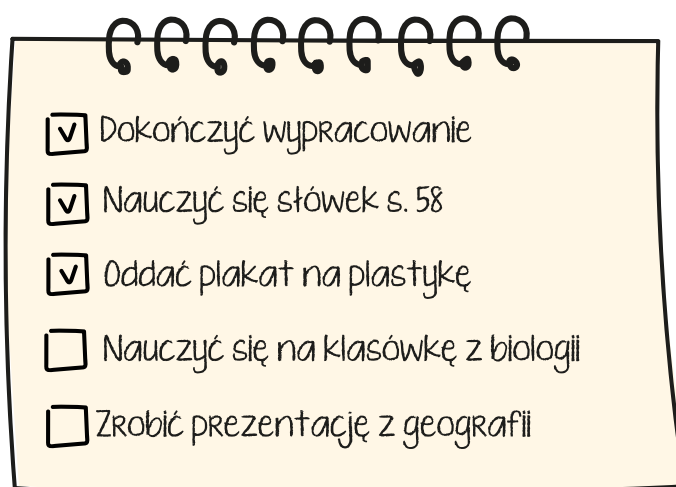 Dokończyć wypracowanie
Nauczyć się słówek s. 58
Oddać plakat na plastykę
Nauczyć się na klasówkę z biologii
Zrobić prezentację z geografii